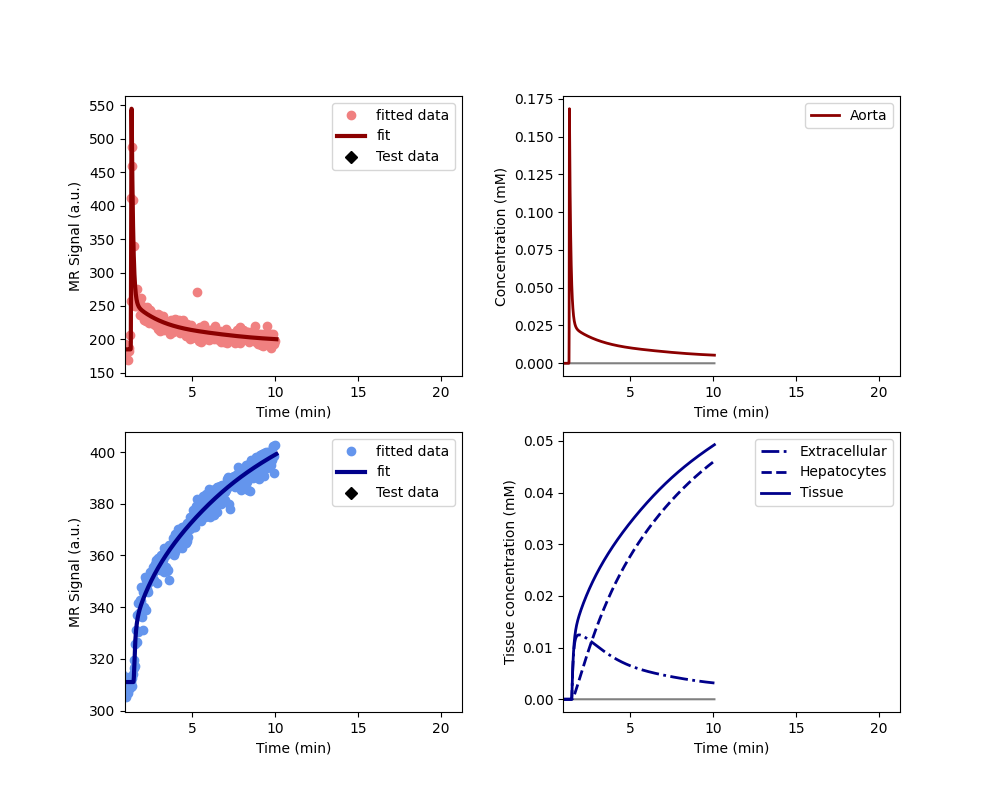 550
500
450
400
350
300
250
200
150
MR Signal (a.u.)
5
10
15
20
Time (min)
fitted data
fit
Test data
0.175
0.150
0.125
0.100
0.075
0.050
0.025
0.000
Concentration (mM)
5
10
15
20
Time (min)
Aorta
400
380
360
340
320
300
MR Signal (a.u.)
5
10
15
20
Time (min)
fitted data
fit
Test data
0.05
0.04
0.03
0.02
0.01
0.00
Tissue concentration (mM)
5
10
15
20
Time (min)
Extracellular
Hepatocytes
Tissue